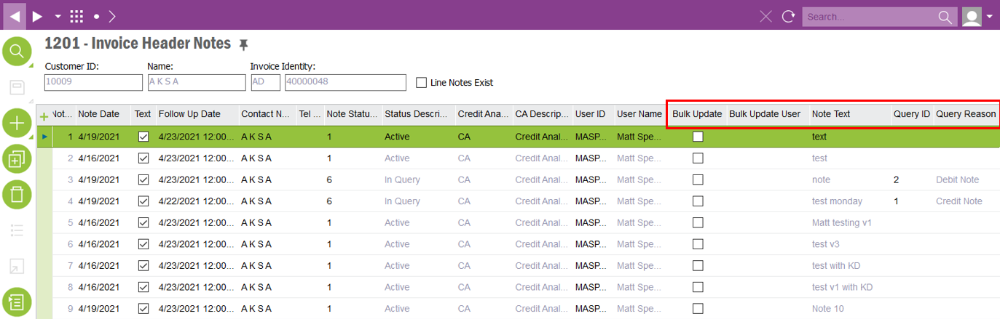 Search...
1201 - Invoice Header Notes
Customer ID: Name: Invoice Identity:
10009 A K S A AD 40000048 Line Notes Exist
Not... Note Date Text Follow Up Date Contact N... Tel ... Note Statu... Status Descri... Credit Ana... CA Descrip... User ID User Name Bulk Update Bulk Update User Note Text Query ID Query Reason
1 4/19/2021 4/23/2021 12:00... A K S A 1 Active CA Credit Anal... MASP... Matt Spe... text
2 4/16/2021 4/23/2021 12:00... A K S A 1 Active CA Credit Anal... MASP... Matt Spe... test
3 4/19/2021 4/23/2021 12:00... A K S A 6 In Query CA Credit Anal... MASP... Matt Spe... note 2 Debit Note
4 4/19/2021 4/22/2021 12:00... A K S A 6 In Query CA Credit Anal... MASP... Matt Spe... test monday 1 Credit Note
5 4/16/2021 4/23/2021 12:00... A K S A 1 Active CA Credit Anal... MASP... Matt Spe... Matt testing v1
6 4/16/2021 4/23/2021 12:00... A K S A 1 Active CA Credit Anal... MASP... Matt Spe... test v3
7 4/16/2021 4/23/2021 12:00... A K S A 1 Active CA Credit Anal... MASP... Matt Spe... test with KD
8 4/16/2021 4/23/2021 12:00... A K S A 1 Active CA Credit Anal... MASP... Matt Spe... test v1 with KD
9 4/19/2021 4/23/2021 12:00... A K S A 1 Active CA Credit Anal... MASP... Matt Spe... Note 10